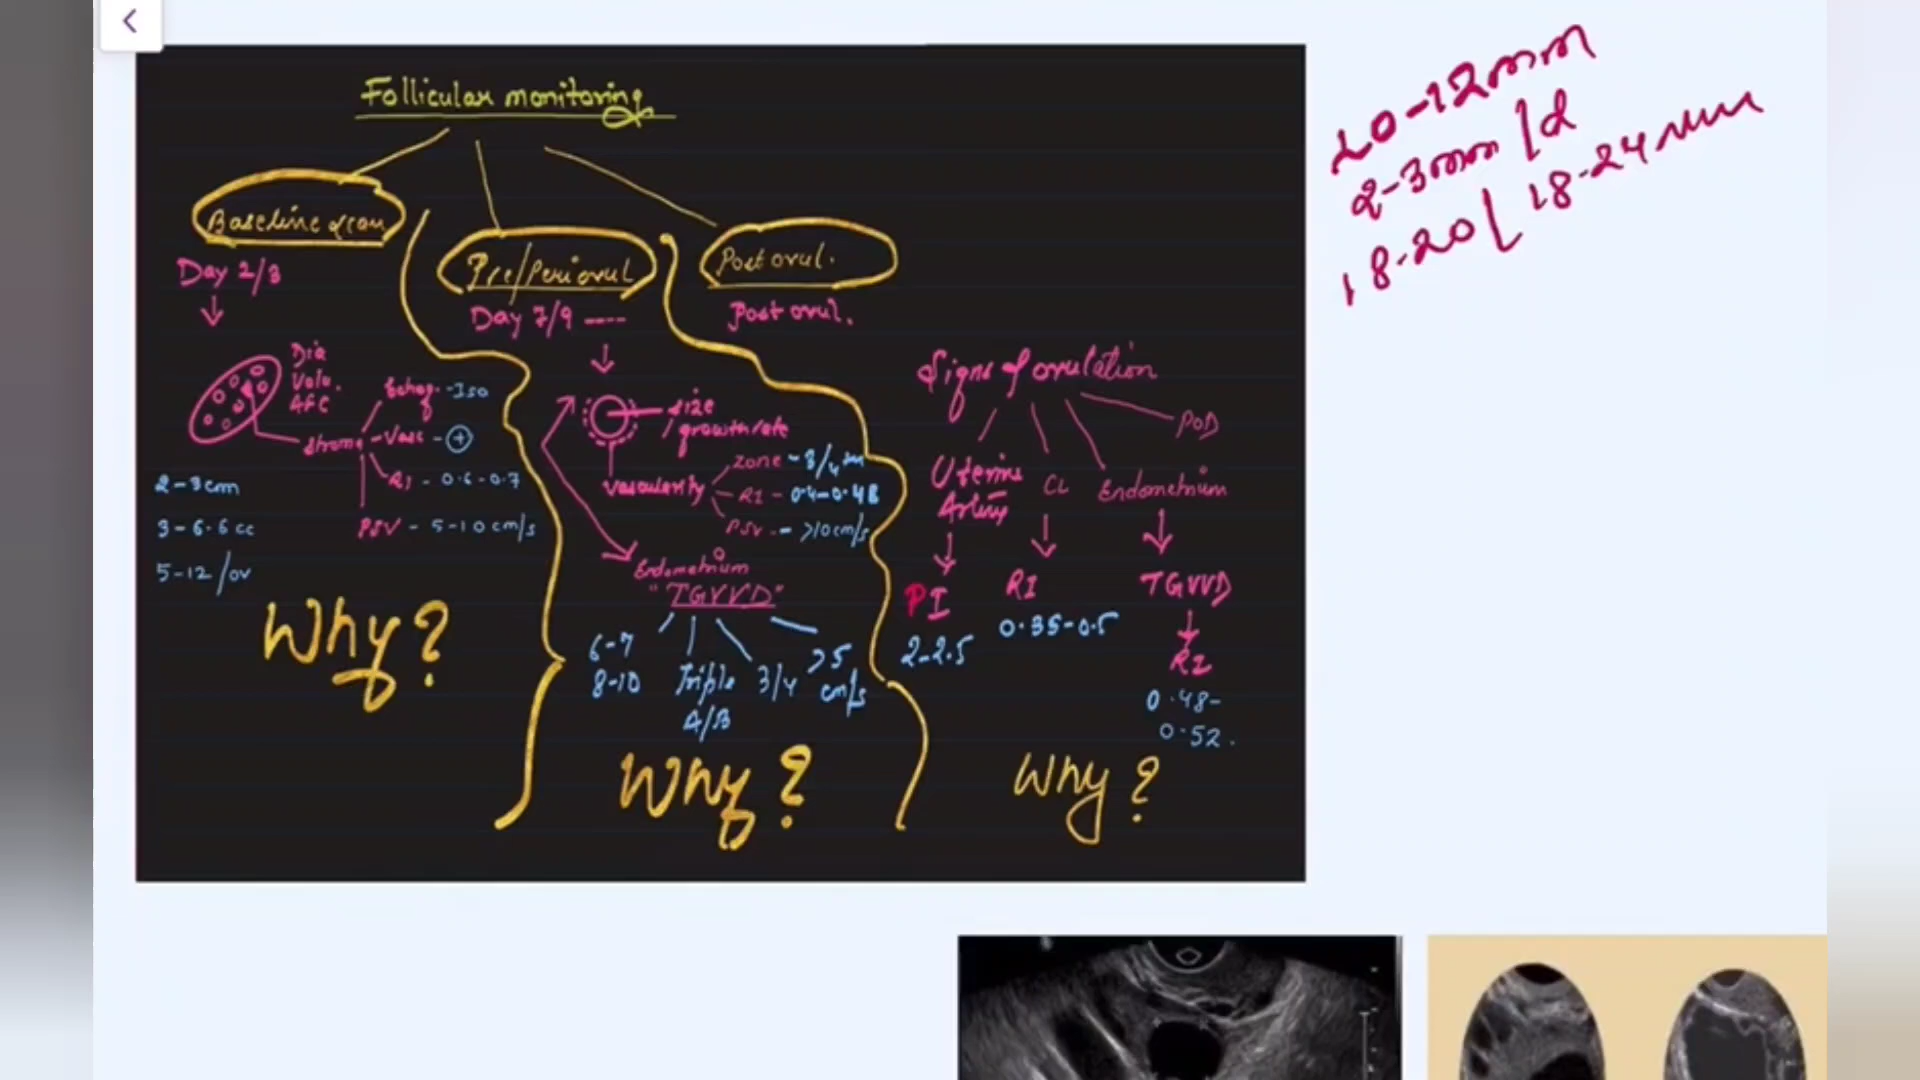 Follicular monitoring
Baseline scan
Day 2/3
Dia
Volu.
AFC
Stroma
Echog. - Iso
Vasc - +
RI - 0.6-0.7
PSV - 5-10 cm/s
2-3 cm
3-6.6 cc
5-12/ov
Why?
Pre/Periovul
Day 7/9 ----
size
/growth rate
Vascularity
Zone - 3/4
RI - 0.4-0.48
PSV - >10cm/s
Endometrium
"TGVVD"
6-7
8-10
Triple
A/B
3/4
>5
cm/s
Why?
Post ovul.
Post ovul.
Signs of ovulation
Uterine
Artery
PI
2-2.5
CL
RI
0.35-0.5
Endometrium
TGVVD
RI
0.48-
0.52.
POD
Why?
10-12mm
2-3mm/d
18-20
18-24mm